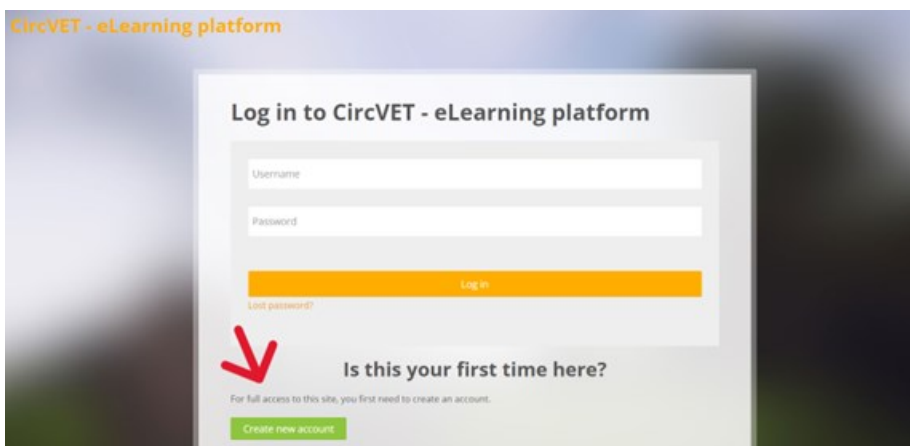 CircVET - eLearning platform
Log in to CircVET - eLearning platform
Username
Password
Log in
Lost password?
Is this your first time here?
For full access to this site, you first need to create an account.
Create new account